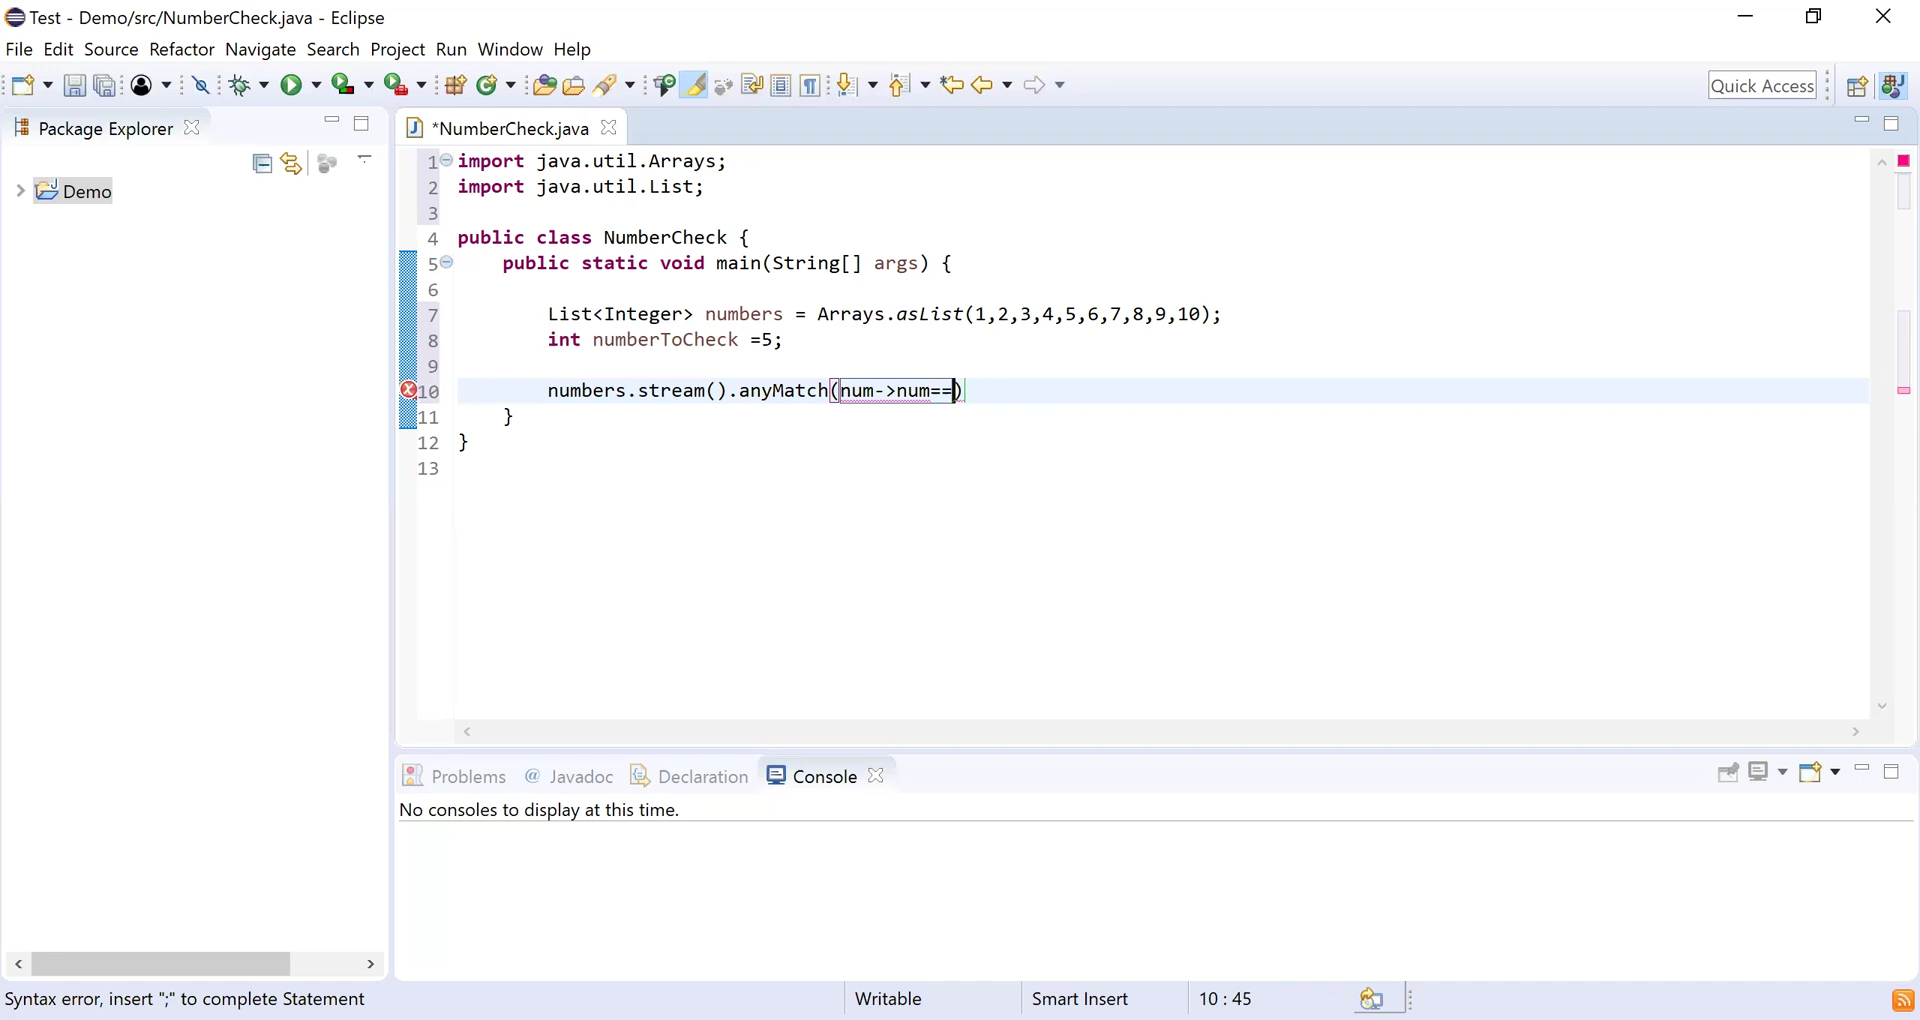 Test - Demo/src/NumberCheck.java - Eclipse
File Edit Source Refactor Navigate Search Project Run Window Help
Quick Access
Package Explorer
*NumberCheck.java
Demo
1 import java.util.Arrays;
2 import java.util.List;
3
4 public class NumberCheck {
5 public static void main(String[] args) {
6
7 List<Integer> numbers = Arrays.asList(1,2,3,4,5,6,7,8,9,10);
8 int numberToCheck =5;
9
10 numbers.stream().anyMatch(num->num==)
11 }
12 }
13
Problems @ Javadoc Declaration Console
No consoles to display at this time.
Syntax error, insert ";" to complete Statement Writable Smart Insert 10 : 45